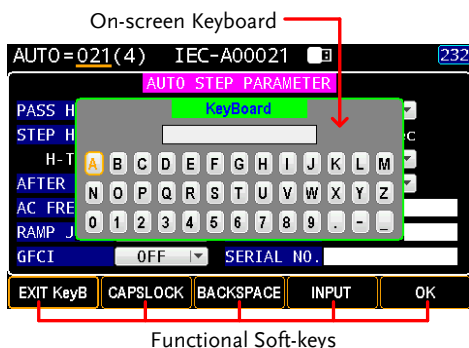 On-screen Keyboard
AUTO=021(4) IEC-A00021 232
AUTO STEP PARAMETER
KeyBoard
PASS H
STEP H
H-T
AFTER
AC FRE
RAMP J
A B C D E F G H I J K L M
N O P Q R S T U V W X Y Z
0 1 2 3 4 5 6 7 8 9 . - _
GFCI OFF SERIAL NO.
EXIT KeyB CAPSLOCK BACKSPACE INPUT OK
Functional Soft-keys